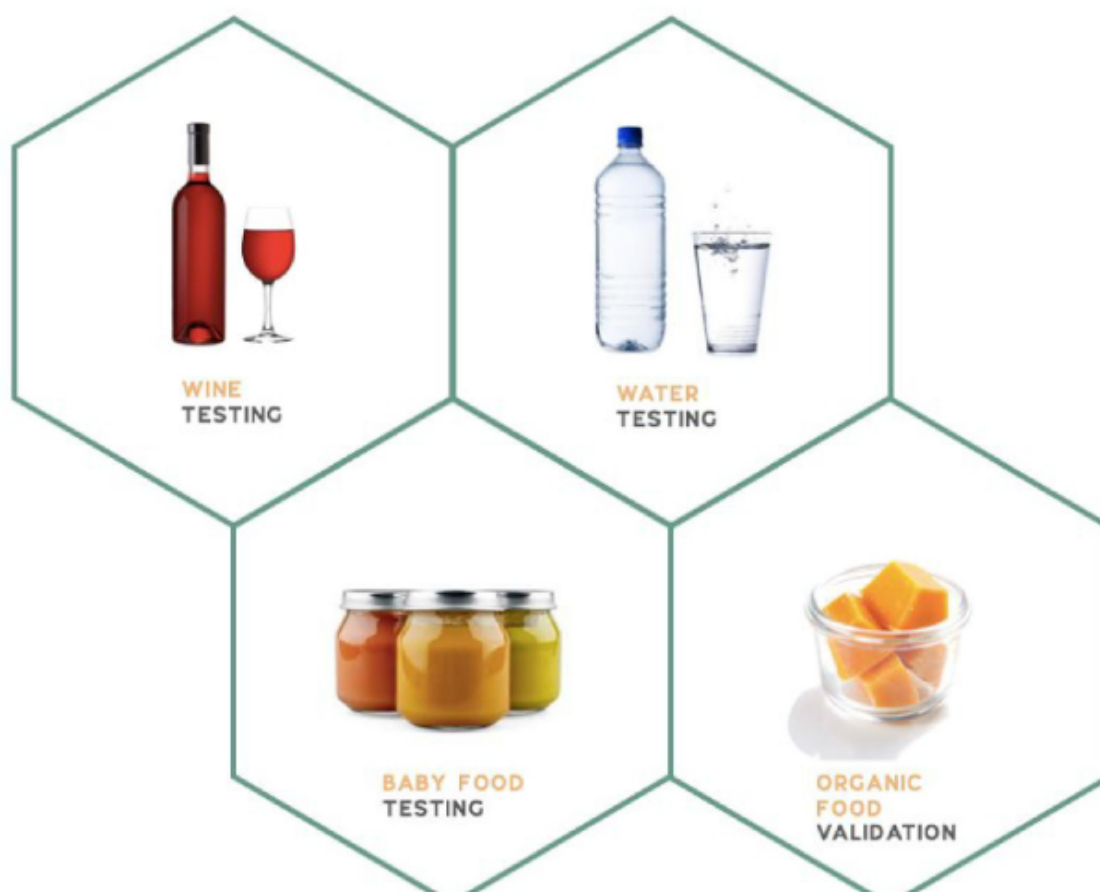 WINE
TESTING
WATER
TESTING
BABY FOOD
TESTING
ORGANIC
FOOD
VALIDATION